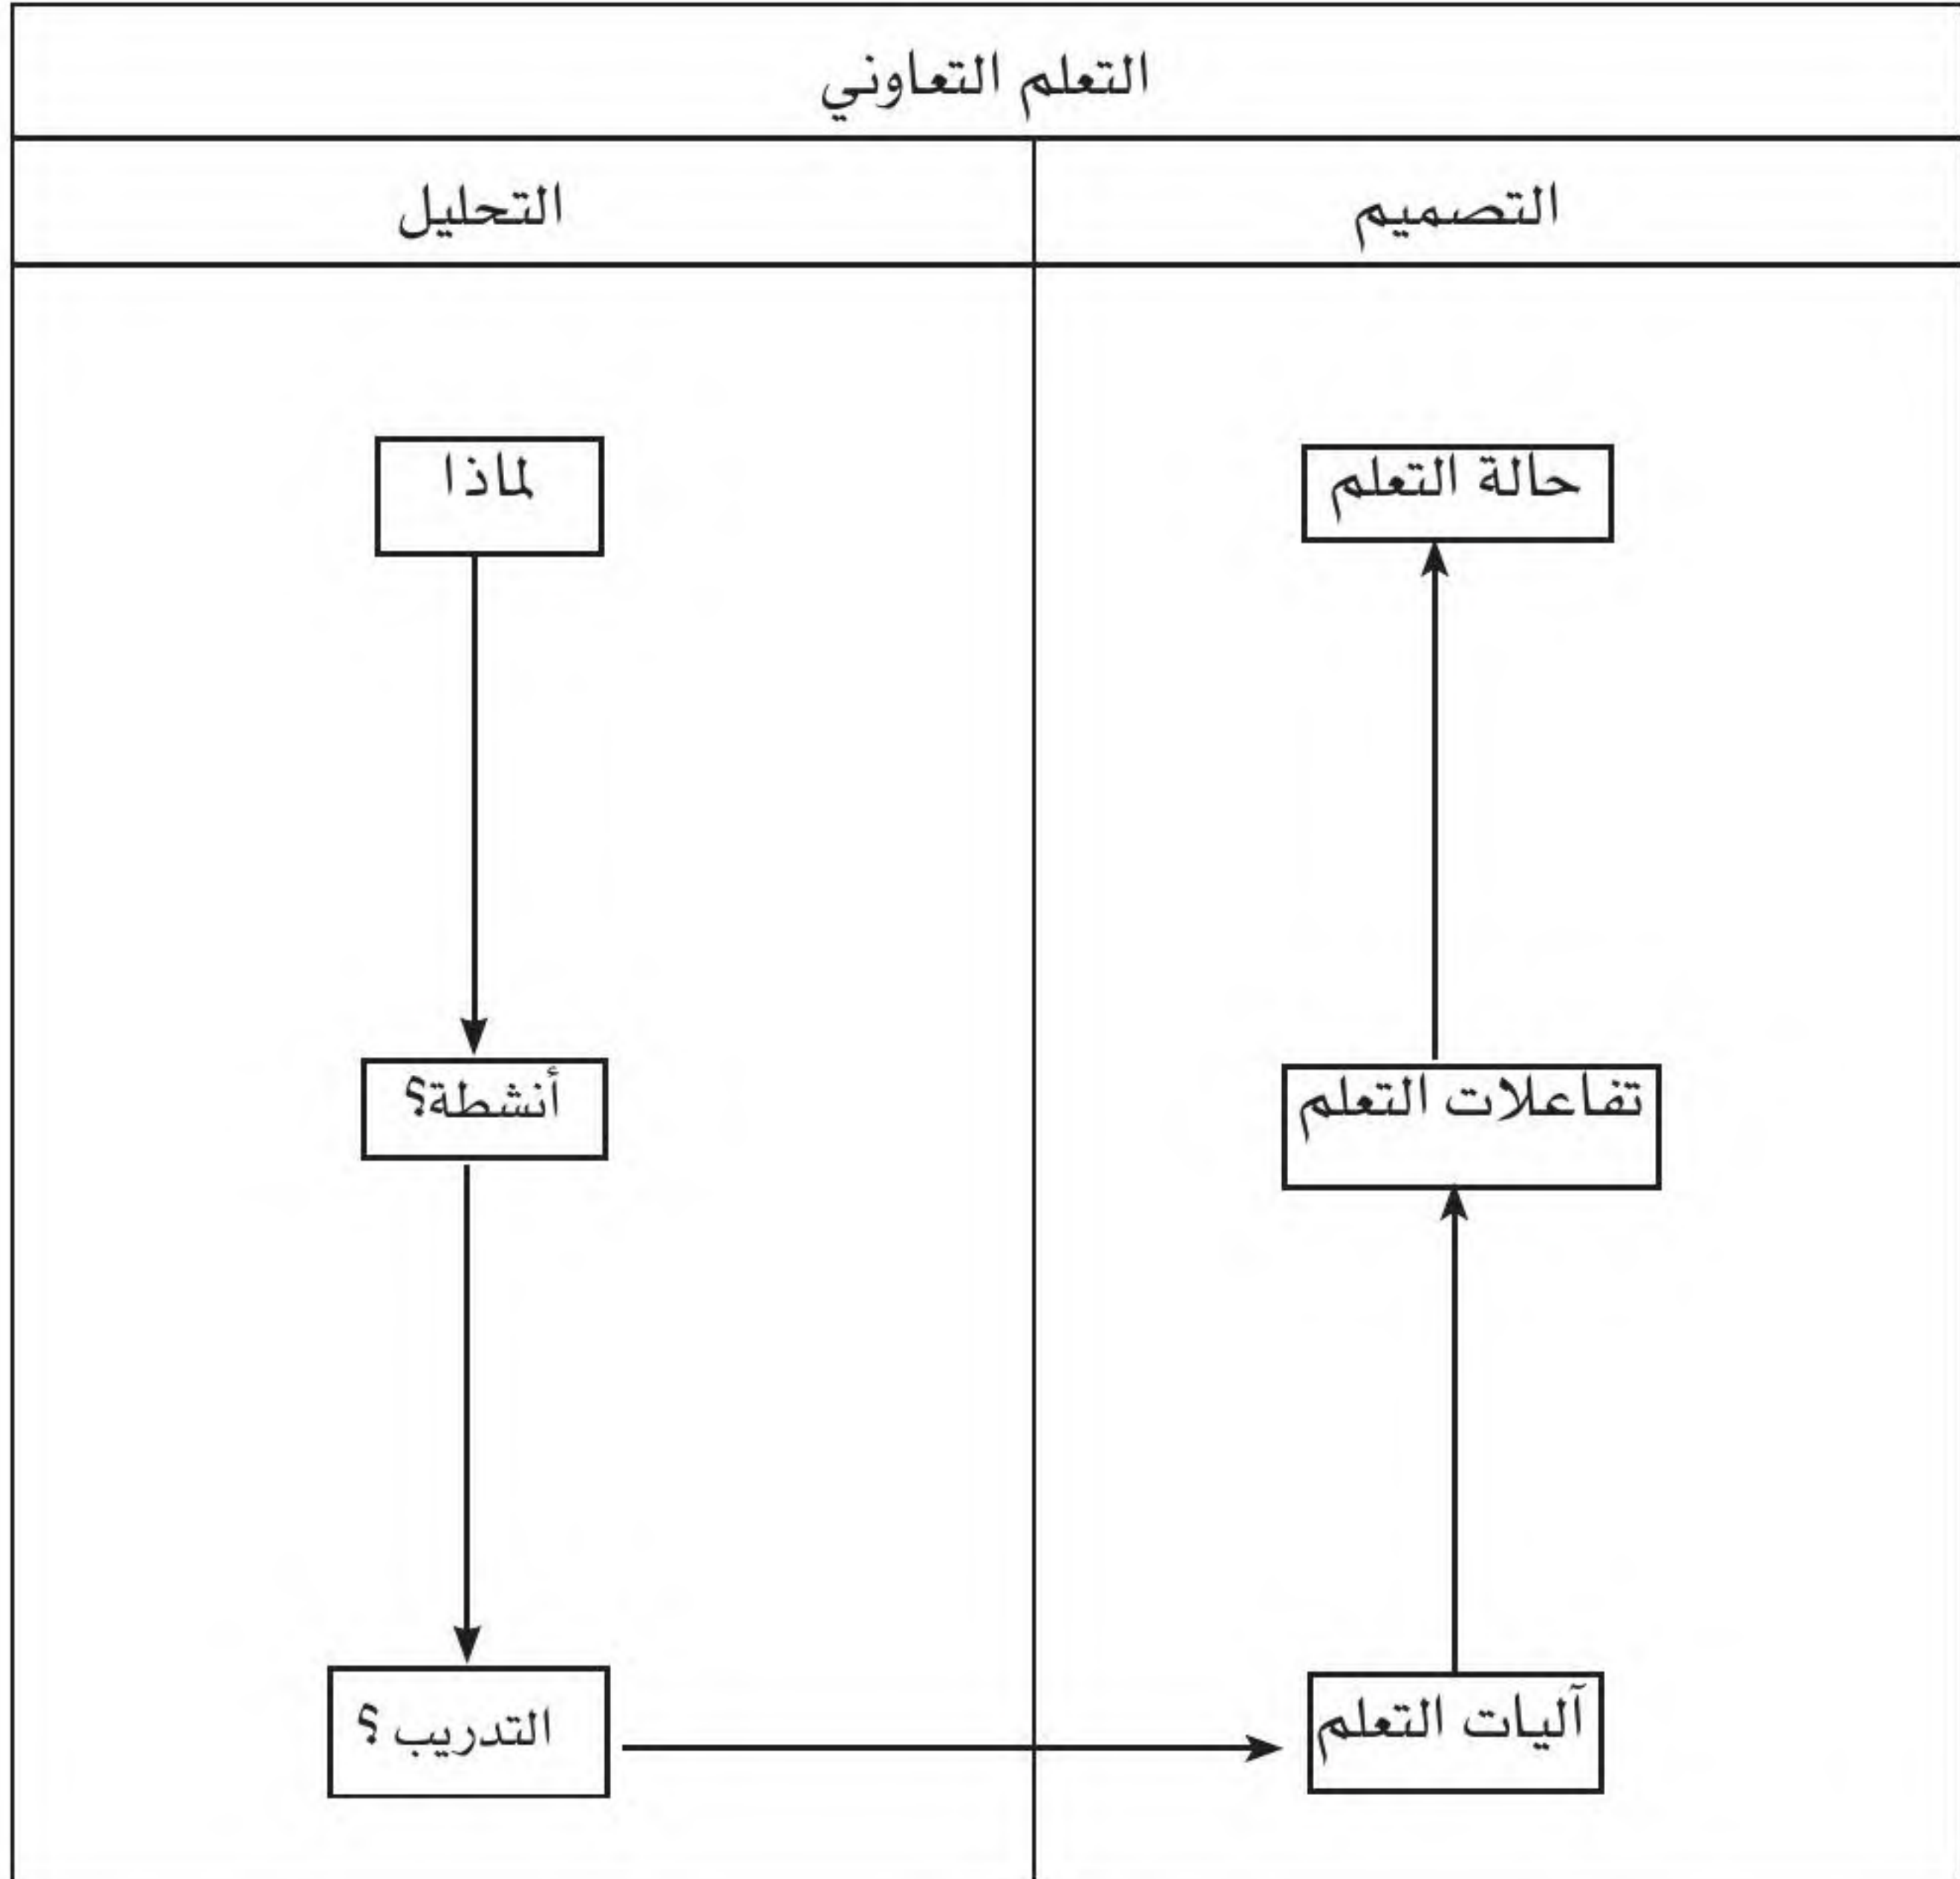 التعلم التعاوني
التصميم
التحليل
حالة التعلم
لماذا
تفاعلات التعلم
أنشطة؟
آليات التعلم
التدريب ؟